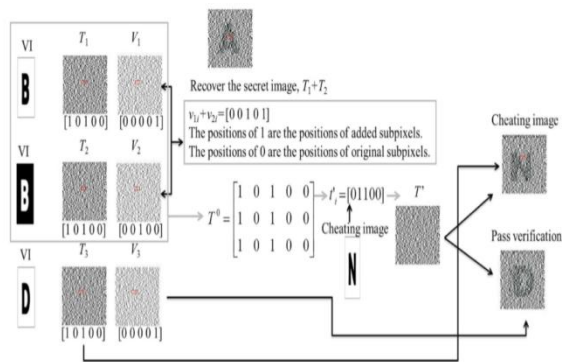 VI T₁ V₁
B
[1 0 1 0 0] [0 0 0 0 1]
A
Recover the secret image, T₁+T₂
v₁ᵢ+v₂ᵢ=[0 0 1 0 1]
The positions of 1 are the positions of added subpixels.
The positions of 0 are the positions of original subpixels.
VI T₂ V₂
B
[1 0 1 0 0] [0 0 1 0 0]
T⁰= [1 0 1 0 0
1 0 1 0 0
1 0 1 0 0]
t'ᵢ=[01100]
T'
Cheating image
N
VI T₃ V₃
D
[1 0 1 0 0] [0 0 0 0 1]
Cheating image
N
Pass verification
D